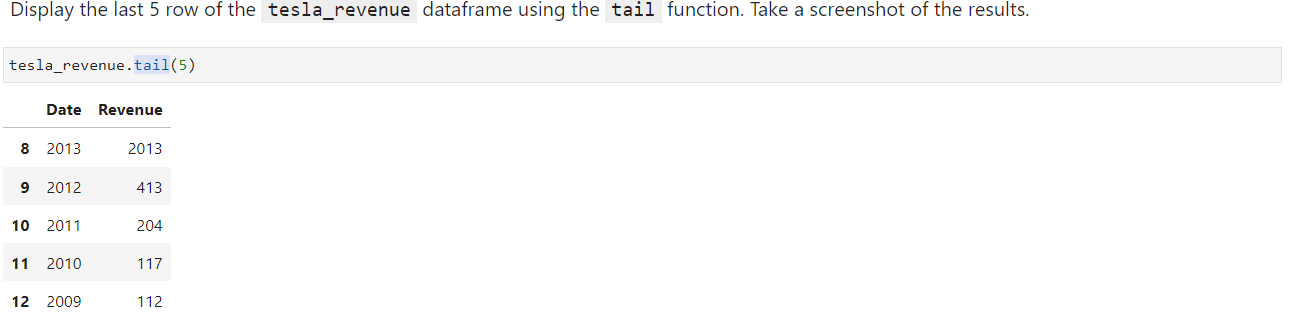 Display the last 5 row of the tesla_revenue dataframe using the tail function. Take a screenshot of the results.
tesla_revenue.tail(5)
Date Revenue
8 2013 2013
9 2012 413
10 2011 204
11 2010 117
12 2009 112